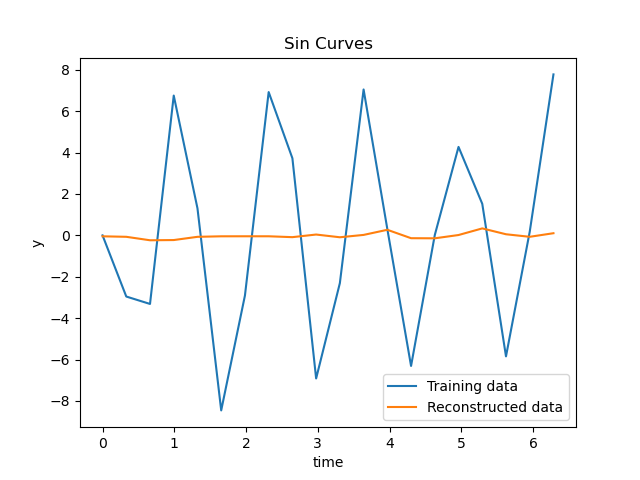 Sin Curves
8
6
4
2
0
−2
−4
−6
−8
y
0 1 2 3 4 5 6
time
Training data
Reconstructed data